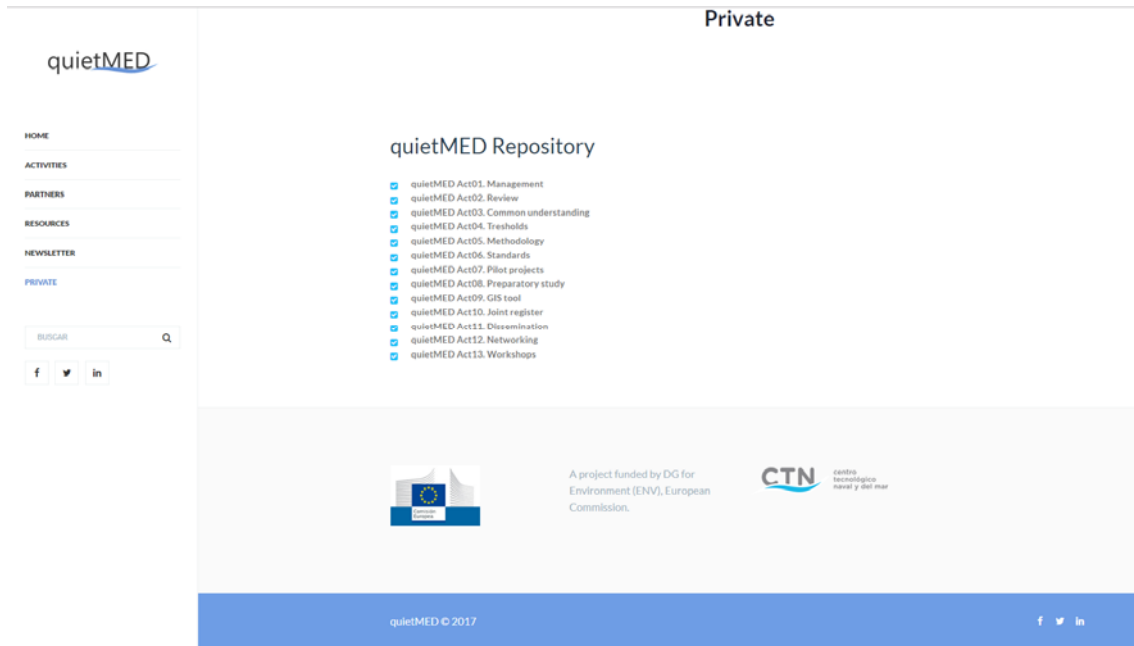 Private
quietMED
HOME
ACTIVITIES
PARTNERS
RESOURCES
NEWSLETTER
PRIVATE
BUSCAR
quietMED Repository
quietMED Act01. Management
quietMED Act02. Review
quietMED Act03. Common understanding
quietMED Act04. Tresholds
quietMED Act05. Methodology
quietMED Act06. Standards
quietMED Act07. Pilot projects
quietMED Act08. Preparatory study
quietMED Act09. GIS tool
quietMED Act10. Joint register
quietMED Act11. Dissemination
quietMED Act12. Networking
quietMED Act13. Workshops
Comisión
Europea
A project funded by DG for
Environment (ENV), European
Commission.
CTN
centro
tecnológico
naval y del mar
quietMED © 2017